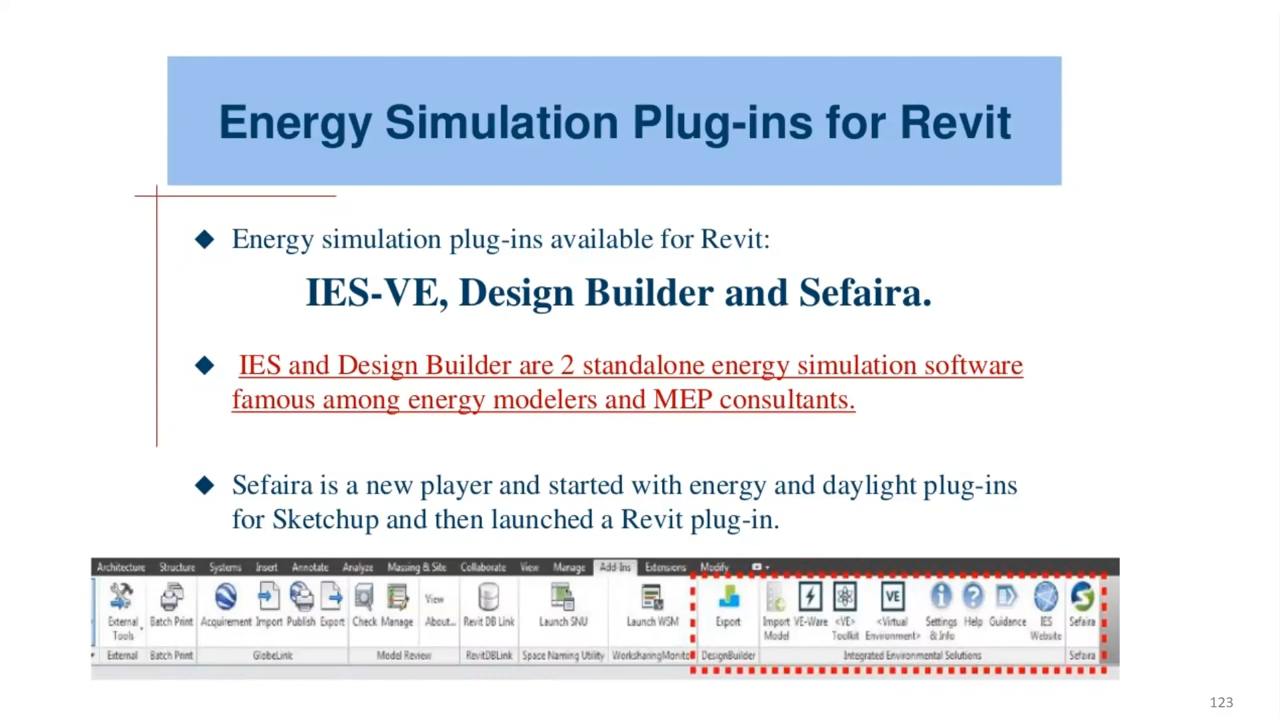 Energy Simulation Plug-ins for Revit
Energy simulation plug-ins available for Revit:
IES-VE, Design Builder and Sefaira.
IES and Design Builder are 2 standalone energy simulation software
famous among energy modelers and MEP consultants.
Sefaira is a new player and started with energy and daylight plug-ins
for Sketchup and then launched a Revit plug-in.
Architecture Structure Systems Insert Annotate Analyze Massing & Site Collaborate View Manage Add-Ins Extensions Modify
View
External Batch Print Acquirement Import Publish Export Check Manage About... Revit DB Link Launch SNU Launch WSM Export Import VE-Ware <VE> <Virtual Settings Help Guidance IES Sefaira
Tools Model Toolkit Environment> & Info Website
External Batch Print GlobeLink Model Review RevitDBLink Space Naming Utility WorksharingMonito DesignBuilder Integrated Environmental Solutions Sefaira
123